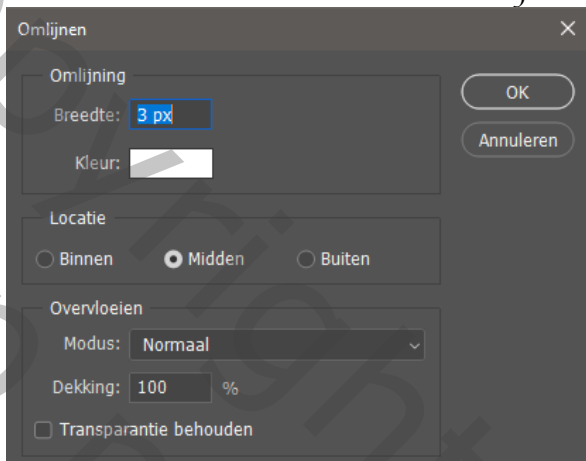 Omlijnen
Omlijning
Breedte: 3 px
Kleur:
OK
Annuleren
Locatie
Binnen Midden Buiten
Overvloeien
Modus: Normaal
Dekking: 100 %
Transparantie behouden